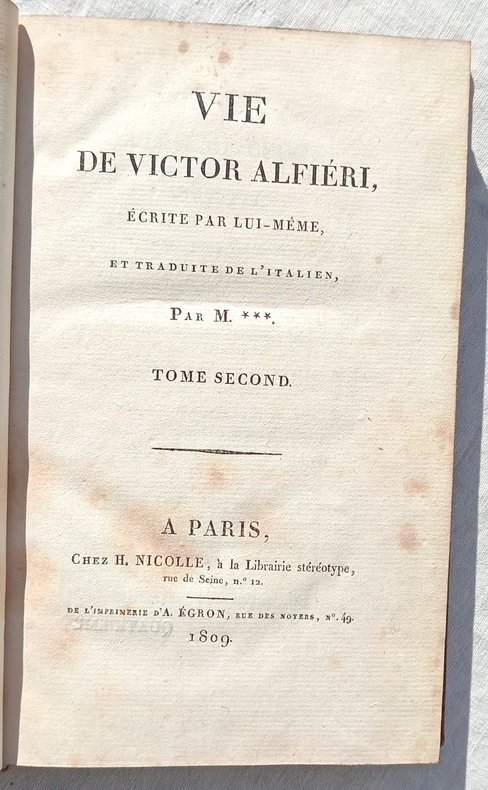 VIE
DE VICTOR ALFIÉRI,
ÉCRITE PAR LUI-MÊME,
ET TRADUITE DE L'ITALIEN,
PAR M. ***.
TOME SECOND.
A PARIS,
CHEZ H. NICOLLE, à la Librairie stéréotype,
rue de Seine, n.° 12.
DE L'IMPRIMERIE D'A. ÉGRON, RUE DES NOYERS, N°. 49.
1809.